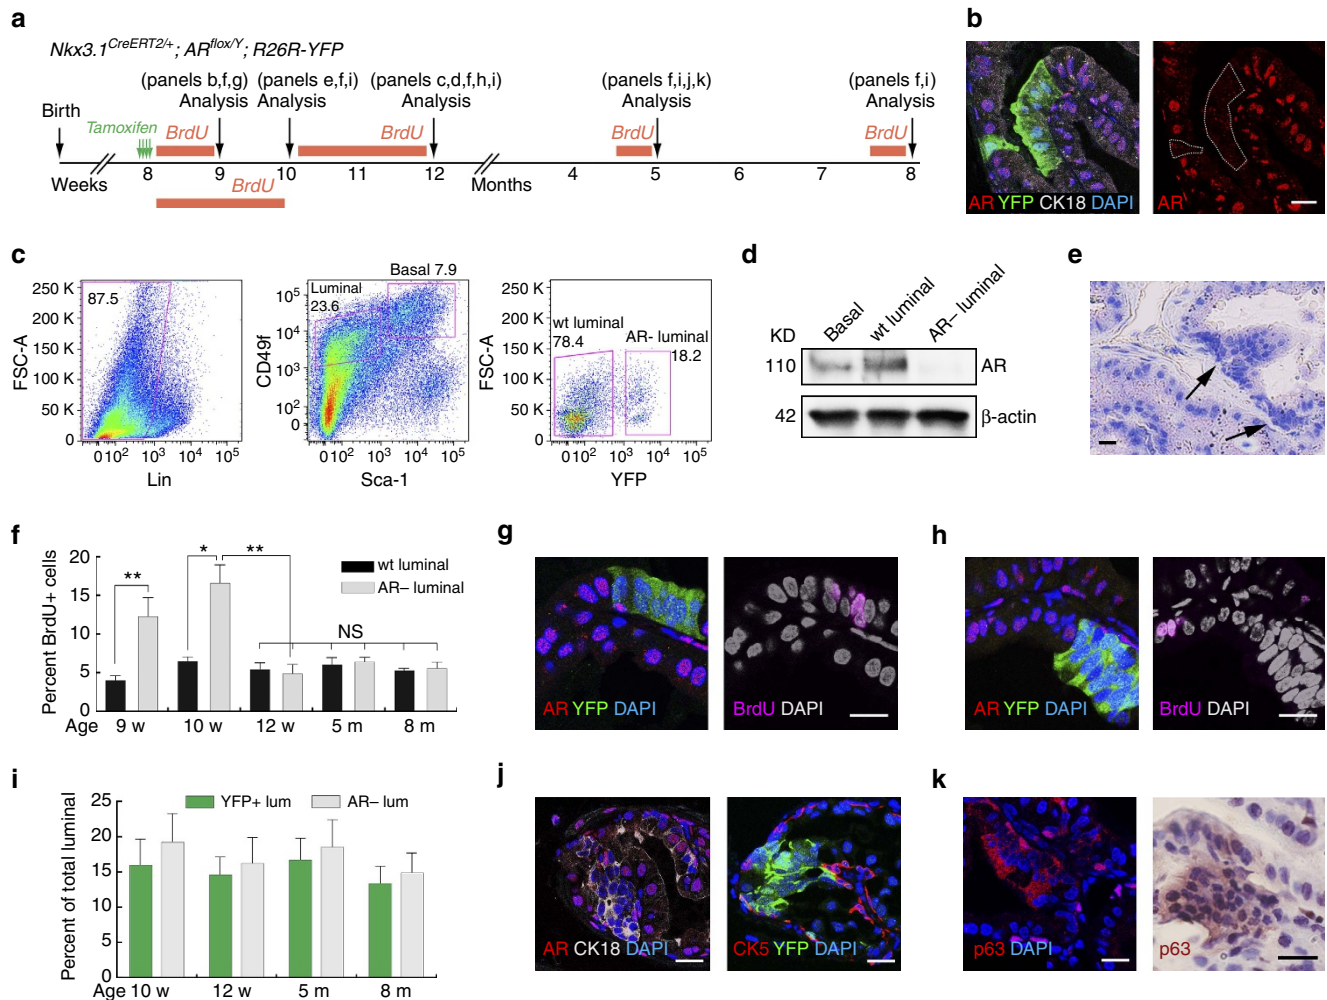 a
Nkx3.1CreERT2/+; ARflox/Y; R26R-YFP
(panels b,f,g) (panels e,f,i) (panels c,d,f,h,i) (panels f,i,j,k) (panels f,i)
Analysis Analysis Analysis Analysis Analysis
Birth
Tamoxifen BrdU BrdU BrdU BrdU
Weeks 8 9 10 12 Months 4 5 6 7 8
BrdU
b
AR YFP CK18 DAPI
AR
c
250 K
200 K
150 K
100 K
50 K
0
FSC-A
87.5
0 10² 10³ 10⁴ 10⁵
Lin
Basal 7.9
Luminal
23.6
10⁵
10⁴
10³
10²
0
CD49f
0 10² 10³ 10⁴ 10⁵
Sca-1
250 K
200 K
150 K
100 K
50 K
0
FSC-A
wt luminal
78.4
AR- luminal
18.2
0 10² 10³ 10⁴ 10⁵
YFP
d
Basal wt luminal AR– luminal
KD
110 AR
42 β-actin
e
f
Percent BrdU+ cells
20
15
10
5
0
** * **
NS
wt luminal
AR– luminal
Age 9 w 10 w 12 w 5 m 8 m
g
AR YFP DAPI
BrdU DAPI
h
AR YFP DAPI
BrdU DAPI
i
Percent of total luminal
25
20
15
10
5
0
YFP+ lum AR– lum
Age 10 w 12 w 5 m 8 m
j
AR CK18 DAPI
CK5 YFP DAPI
k
p63 DAPI
p63